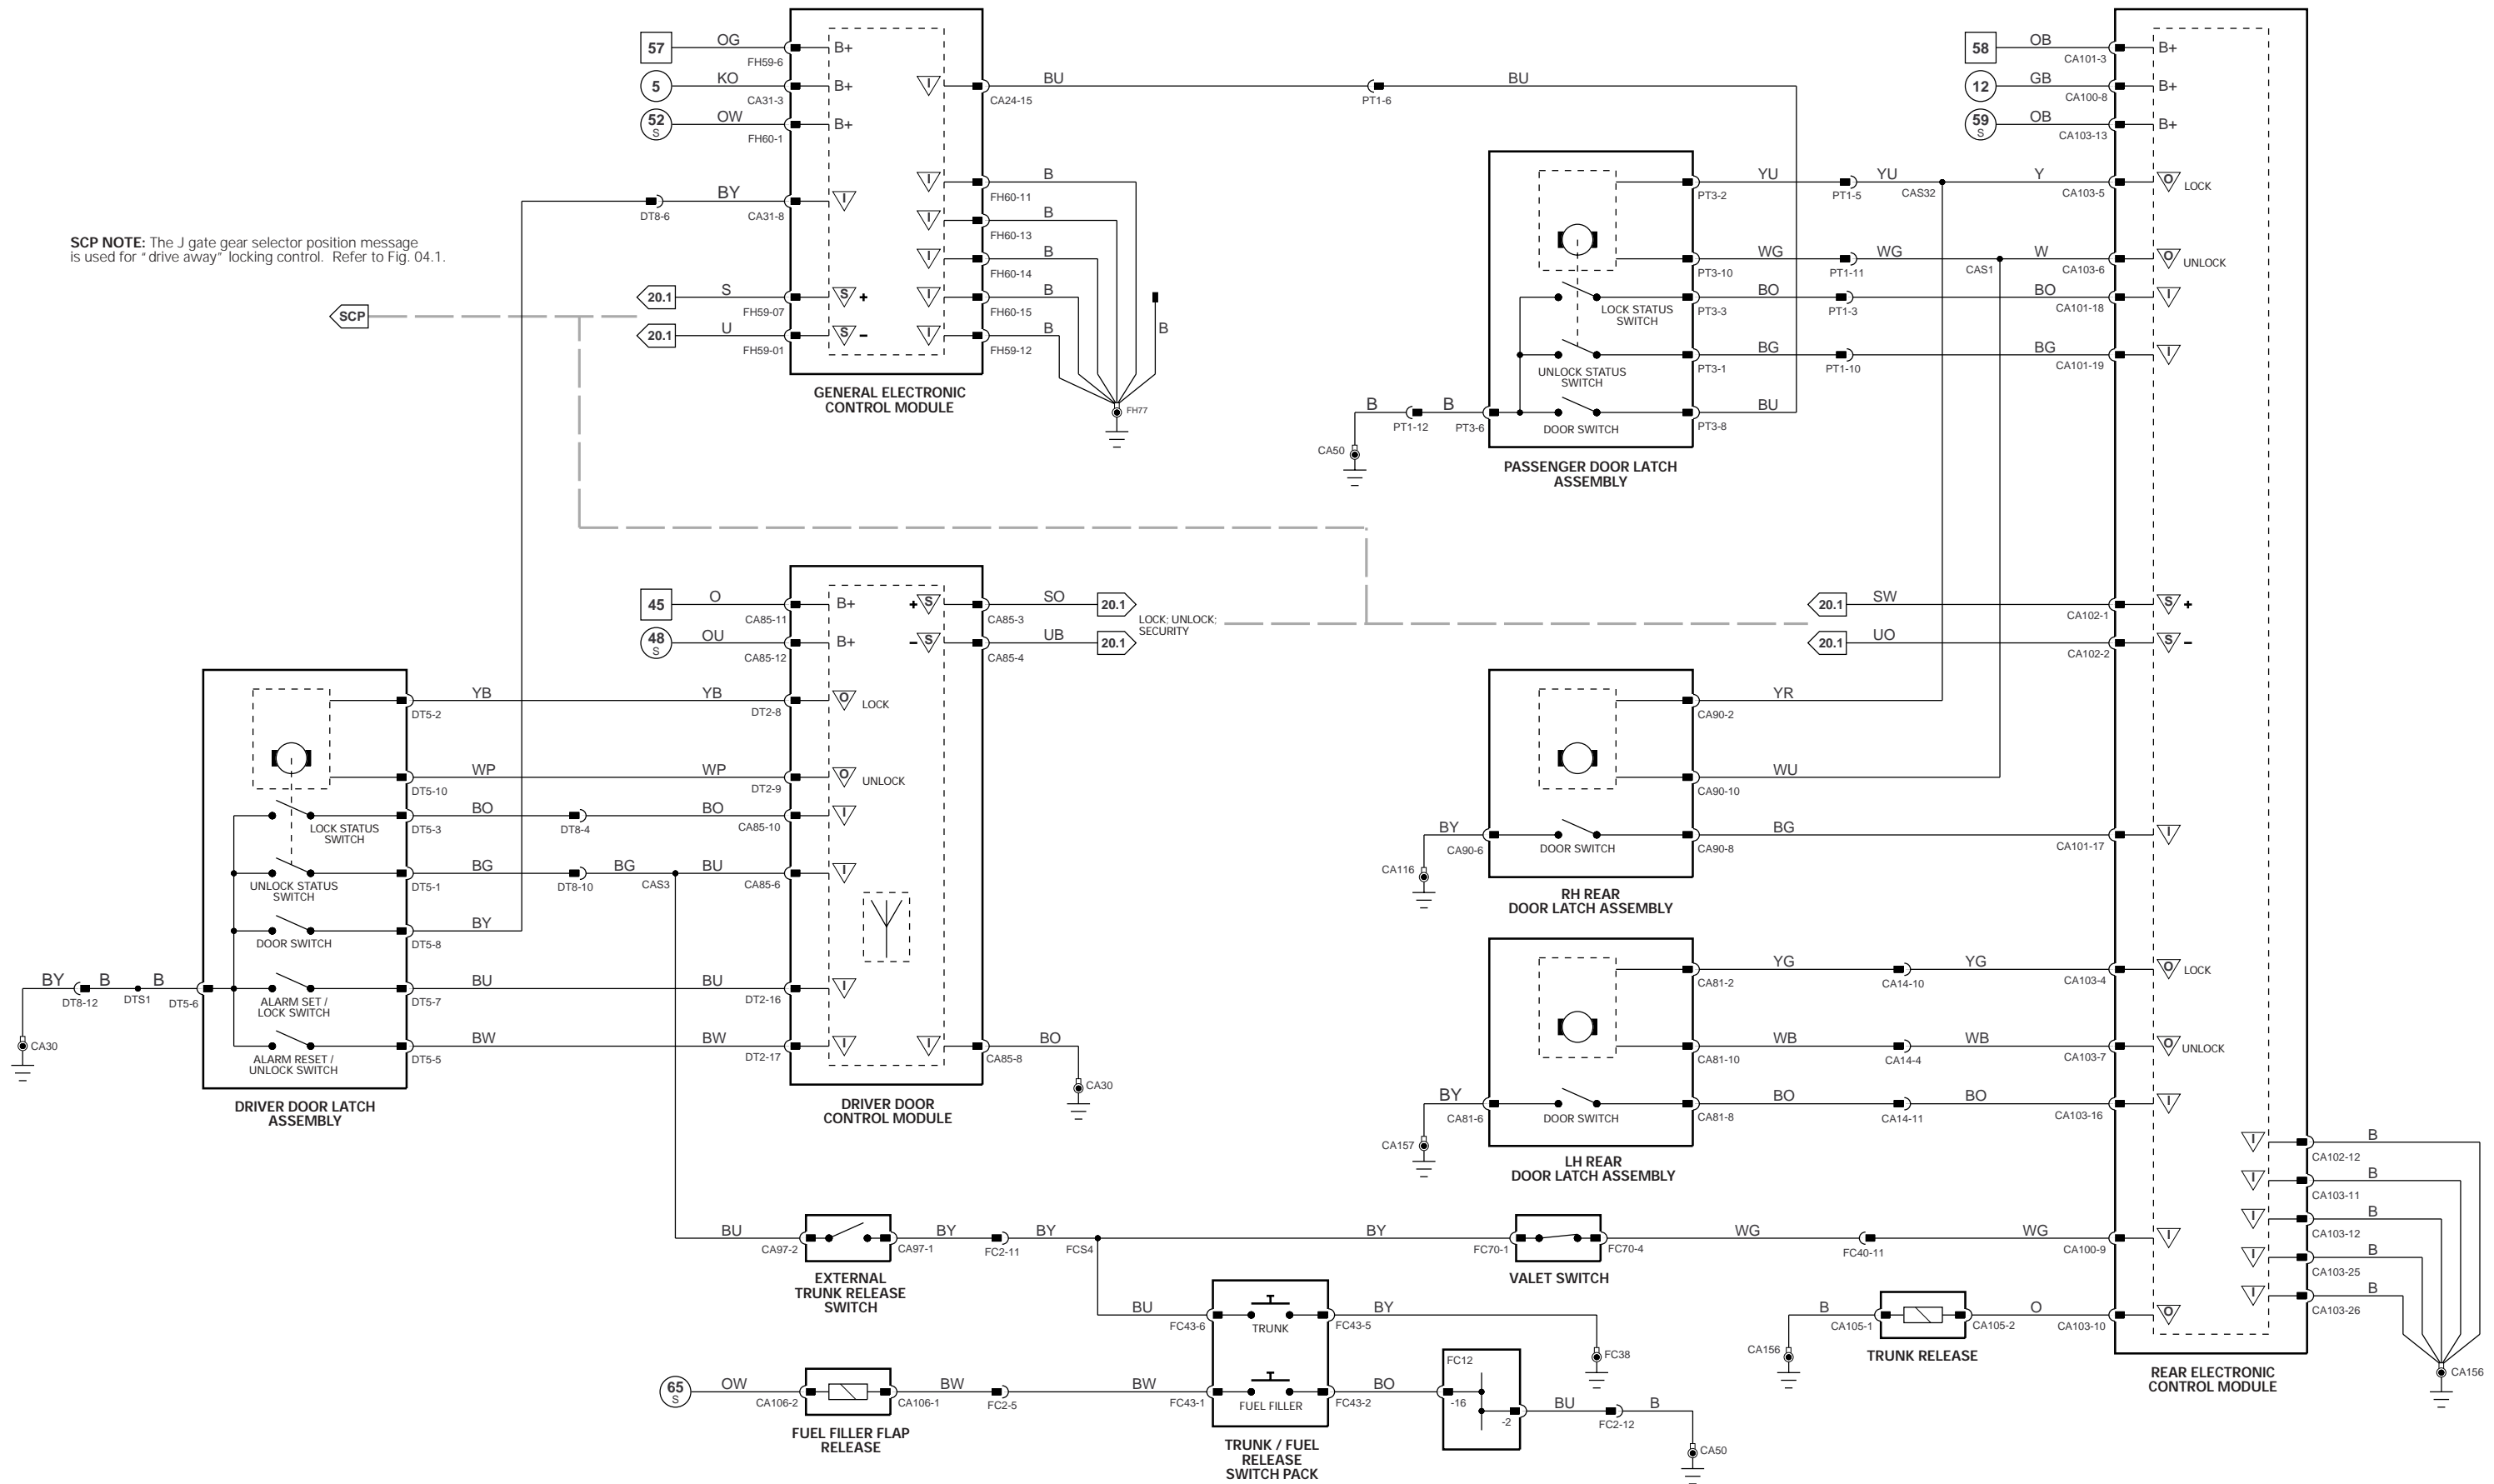 57
OG
FH59-6
B+
5
KO
CA31-3
B+
I
CA24-15
BU
PT1-6
BU
52
S
OW
FH60-1
B+
58
OB
CA101-3
B+
12
GB
CA100-8
B+
59
S
OB
CA103-13
B+
DT8-6
BY
CA31-8
I
I
B
FH60-11
I
B
FH60-13
I
B
FH60-14
I
B
FH60-15
I
B
FH59-12
B
FH77
SCP NOTE: The J gate gear selector position message
is used for "drive away" locking control. Refer to Fig. 04.1.
SCP
20.1
S
FH59-07
S +
20.1
U
FH59-01
S –
GENERAL ELECTRONIC
CONTROL MODULE
PT3-2
YU
PT1-5
YU
CAS32
Y
CA103-5
O
LOCK
PT3-10
WG
PT1-11
WG
CAS1
W
CA103-6
O
UNLOCK
LOCK STATUS
SWITCH
PT3-3
BO
PT1-3
BO
CA101-18
I
UNLOCK STATUS
SWITCH
PT3-1
BG
PT1-10
BG
CA101-19
I
CA50
B
PT1-12
B
PT3-6
DOOR SWITCH
PT3-8
BU
PASSENGER DOOR LATCH
ASSEMBLY
45
O
CA85-11
B+
+ S
CA85-3
SO
20.1
48
S
OU
CA85-12
B+
– S
CA85-4
UB
20.1
LOCK; UNLOCK;
SECURITY
20.1
SW
CA102-1
S +
20.1
UO
CA102-2
S –
DT5-2
YB
YB
DT2-8
O
LOCK
DT5-10
WP
WP
DT2-9
O
UNLOCK
LOCK STATUS
SWITCH
DT5-3
BO
DT8-4
BO
CA85-10
I
UNLOCK STATUS
SWITCH
DT5-1
BG
DT8-10
BG
CAS3
BU
CA85-6
I
DOOR SWITCH
DT5-8
BY
CA30
BY
DT8-12
B
DTS1
B
DT5-6
ALARM SET /
LOCK SWITCH
DT5-7
BU
BU
DT2-16
I
ALARM RESET /
UNLOCK SWITCH
DT5-5
BW
BW
DT2-17
I
I
CA85-8
BO
CA30
DRIVER DOOR LATCH
ASSEMBLY
DRIVER DOOR
CONTROL MODULE
CA90-2
YR
CA90-10
WU
CA116
BY
CA90-6
DOOR SWITCH
CA90-8
BG
CA101-17
I
RH REAR
DOOR LATCH ASSEMBLY
CA81-2
YG
CA14-10
YG
CA103-4
O
LOCK
CA81-10
WB
CA14-4
WB
CA103-7
O
UNLOCK
CA157
BY
CA81-6
DOOR SWITCH
CA81-8
BO
CA14-11
BO
CA103-16
I
LH REAR
DOOR LATCH ASSEMBLY
I
B
CA102-12
I
B
CA103-11
I
B
CA103-12
I
B
CA103-25
I
B
CA103-26
CA156
BU
CA97-2
CA97-1
BY
FC2-11
BY
FCS4
BY
FC70-1
FC70-4
WG
FC40-11
WG
CA100-9
I
EXTERNAL
TRUNK RELEASE
SWITCH
VALET SWITCH
BU
FC43-6
TRUNK
FC43-5
BY
FC38
CA156
B
CA105-1
CA105-2
O
CA103-10
O
TRUNK RELEASE
REAR ELECTRONIC
CONTROL MODULE
65
S
OW
CA106-2
CA106-1
BW
FC2-5
BW
FC43-1
FUEL FILLER
FC43-2
BO
FC12
-16
-2
BU
FC2-12
B
CA50
FUEL FILLER FLAP
RELEASE
TRUNK / FUEL
RELEASE
SWITCH PACK